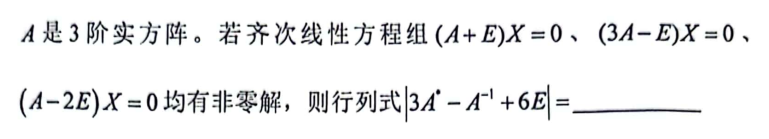 A是3阶实方阵。若齐次线性方程组(A+E)X=0、(3A-E)X=0、
(A-2E)X=0均有非零解，则行列式|3A*-A⁻¹+6E|=________